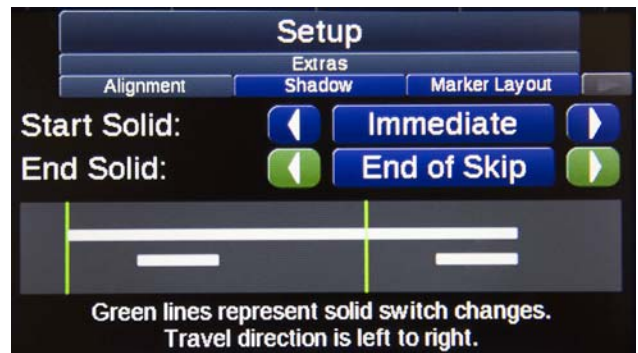 Setup
Extras
Alignment Shadow Marker Layout
Start Solid: Immediate
End Solid: End of Skip
Green lines represent solid switch changes.
Travel direction is left to right.